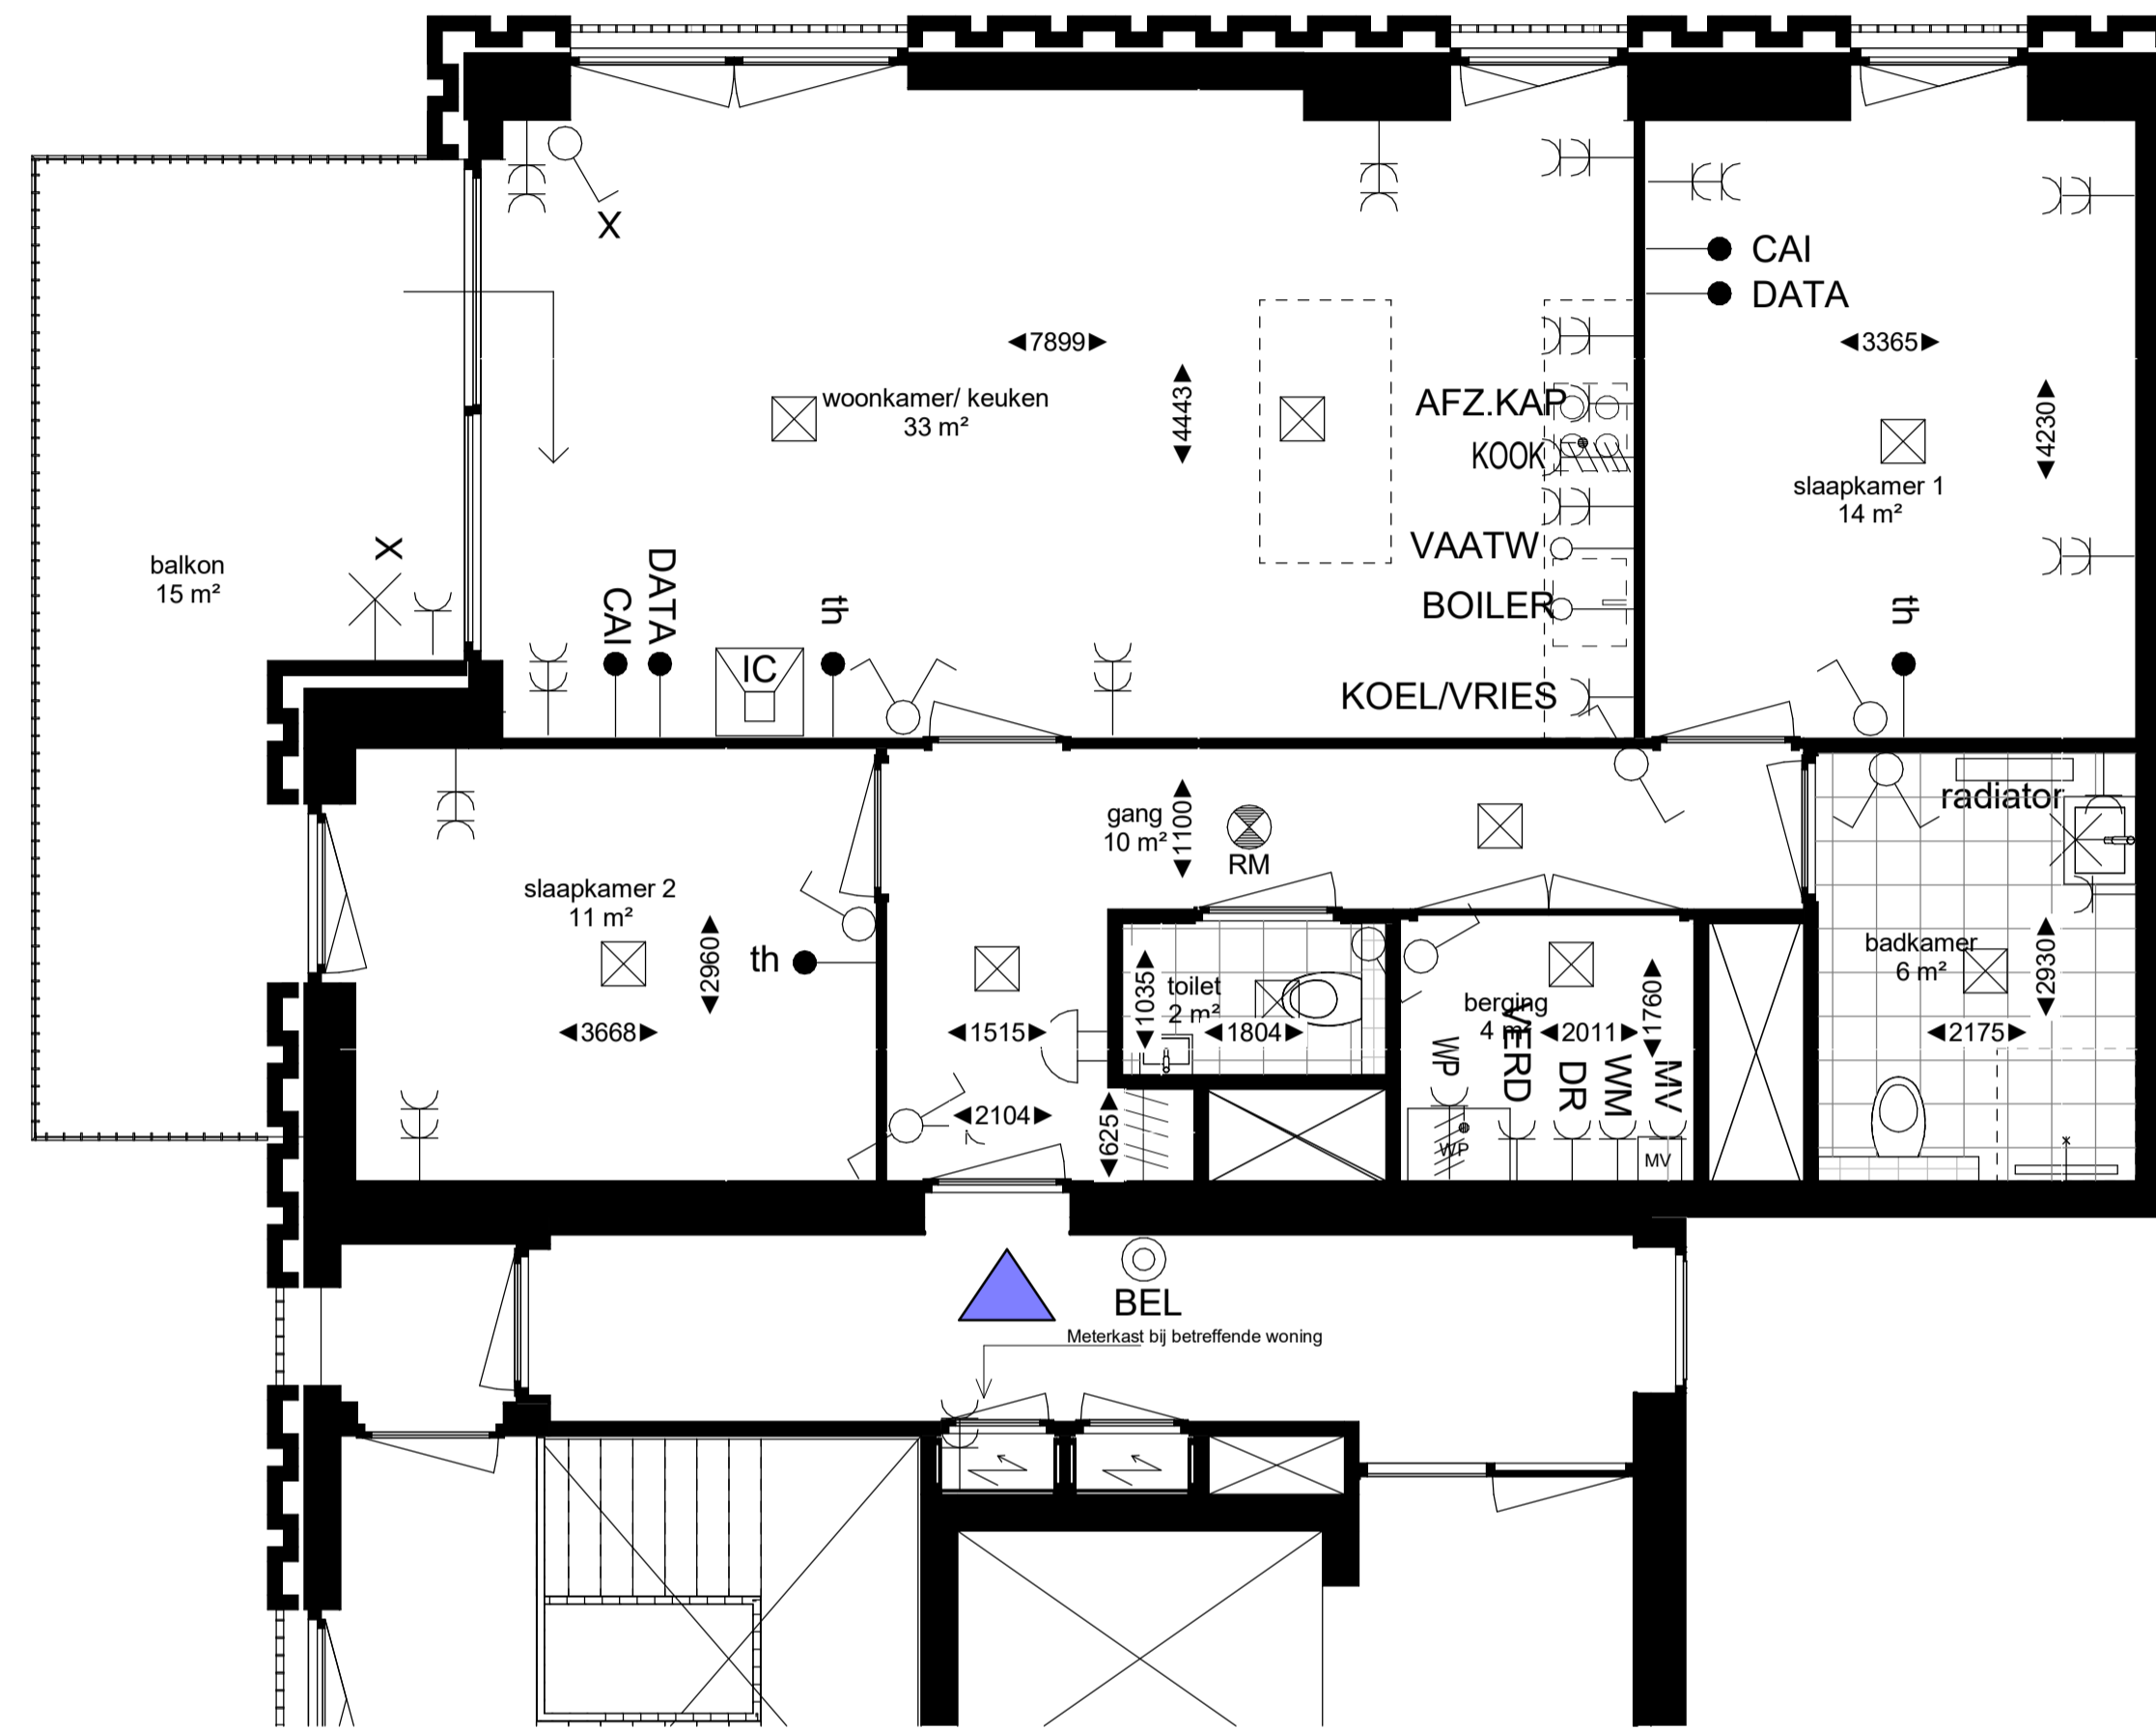 X
CAI
DATA
◄7899►
◄3365►
woonkamer/ keuken
33 m²
◄4443►
AFZ.KAP
KOOK
◄4230►
slaapkamer 1
14 m²
VAATW
BOILER
KOEL/VRIES
balkon
15 m²
X
CAI
DATA
IC
th
th
gang
10 m²
◄1100►
RM
radiator
slaapkamer 2
11 m²
◄2960►
th
◄3668►
◄1515►
◄2104►
◄625►
◄1035►
toilet
2 m²
◄1804►
berging
4 m²
◄2011►
◄1760►
WP
VERD
DR
WM
MV
WP
MV
badkamer
6 m²
◄2930►
◄2175►
BEL
Meterkast bij betreffende woning